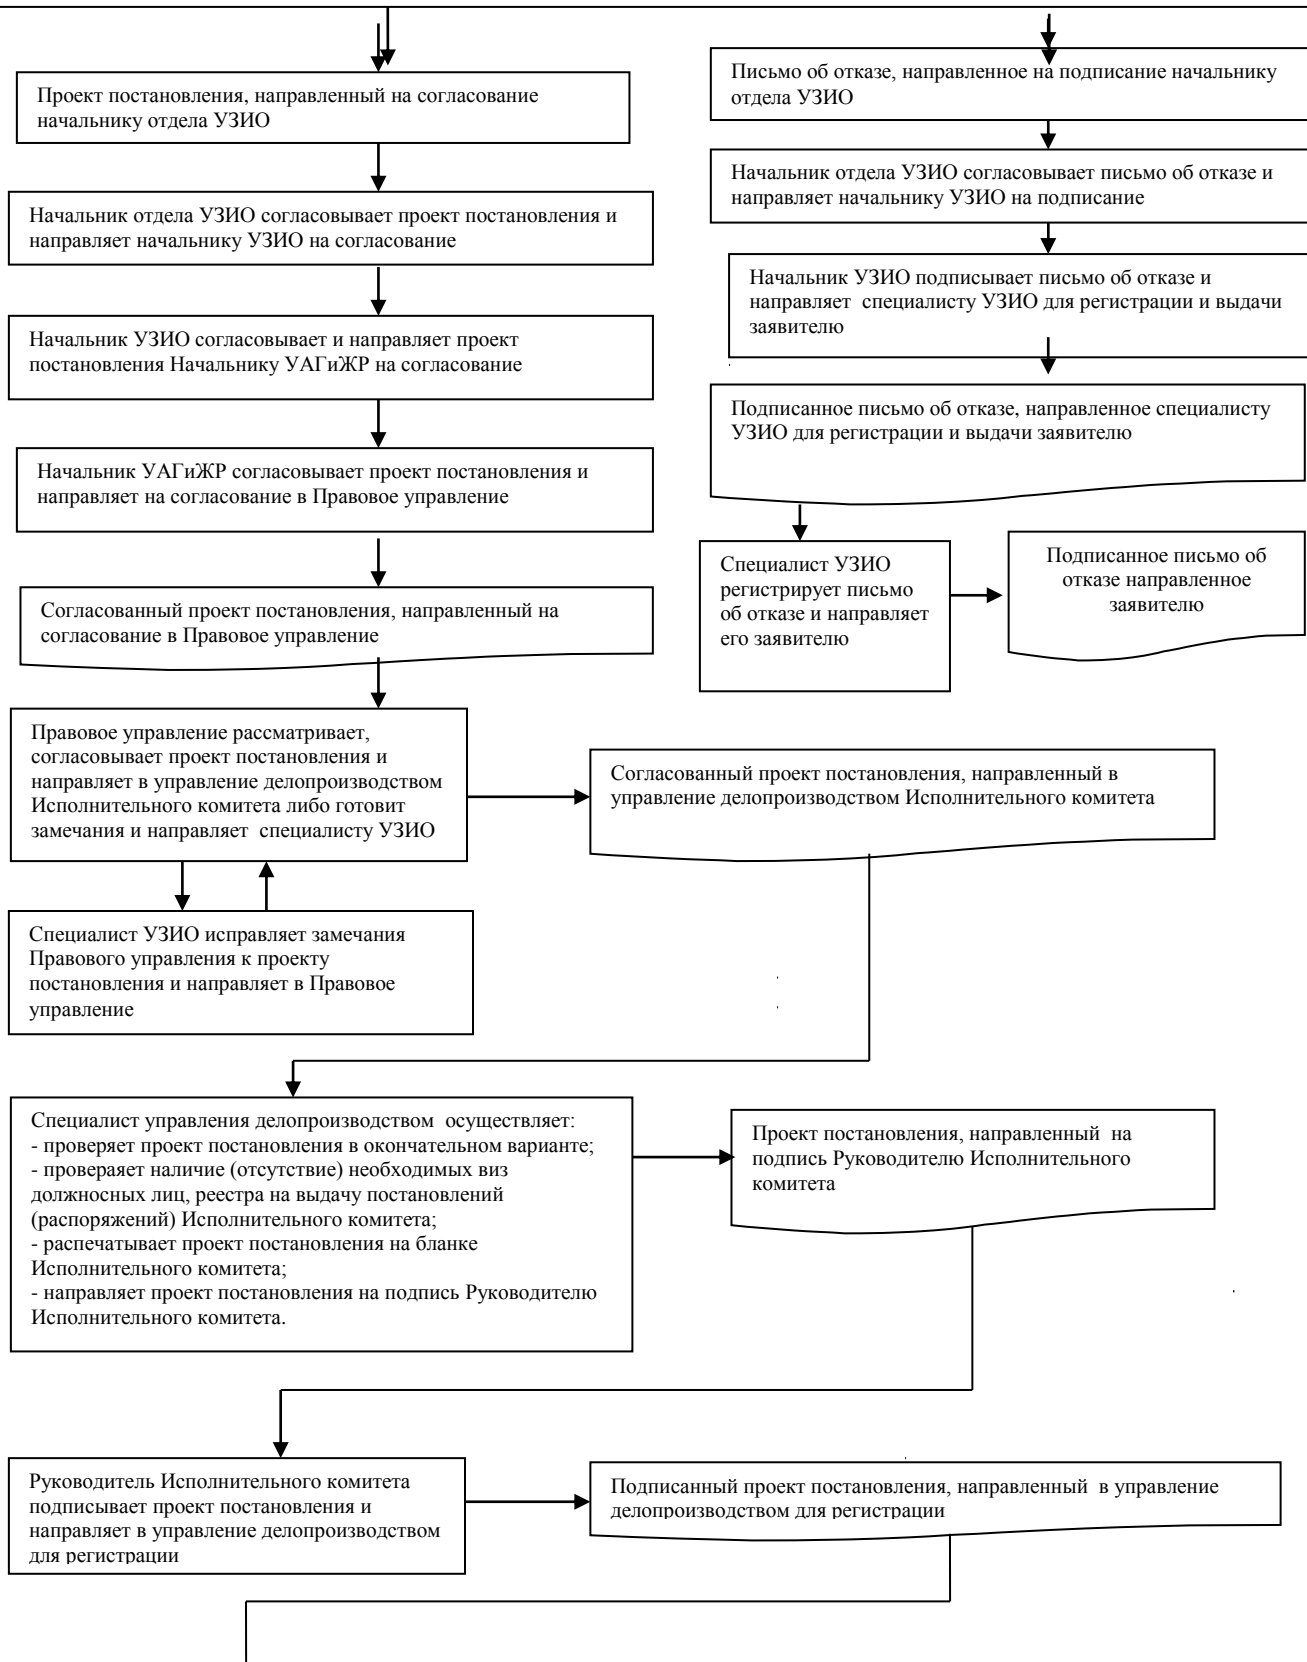 Проект постановления, направленный на согласование
начальнику отдела УЗИО
Начальник отдела УЗИО согласовывает проект постановления и
направляет начальнику УЗИО на согласование
Начальник УЗИО согласовывает и направляет проект
постановления Начальнику УАГиЖР на согласование
Начальник УАГиЖР согласовывает проект постановления и
направляет на согласование в Правовое управление
Согласованный проект постановления, направленный на
согласование в Правовое управление
Письмо об отказе, направленное на подписание начальнику
отдела УЗИО
Начальник отдела УЗИО согласовывает письмо об отказе и
направляет начальнику УЗИО на подписание
Начальник УЗИО подписывает письмо об отказе и
направляет специалисту УЗИО для регистрации и выдачи
заявителю
Подписанное письмо об отказе, направленное специалисту
УЗИО для регистрации и выдачи заявителю
Специалист УЗИО
регистрирует письмо
об отказе и направляет
его заявителю
Подписанное письмо об
отказе направленное
заявителю
Правовое управление рассматривает,
согласовывает проект постановления и
направляет в управление делопроизводством
Исполнительного комитета либо готовит
замечания и направляет специалисту УЗИО
Согласованный проект постановления, направленный в
управление делопроизводством Исполнительного комитета
Специалист УЗИО исправляет замечания
Правового управления к проекту
постановления и направляет в Правовое
управление
Специалист управления делопроизводством осуществляет:
- проверяет проект постановления в окончательном варианте;
- провераяет наличие (отсутствие) необходимых виз
должносных лиц, реестра на выдачу постановлений
(распоряжений) Исполнительного комитета;
- распечатывает проект постановления на бланке
Исполнительного комитета;
- направляет проект постановления на подпись Руководителю
Исполнительного комитета.
Проект постановления, направленный на
подпись Руководителю Исполнительного
комитета
Руководитель Исполнительного комитета
подписывает проект постановления и
направляет в управление делопроизводством
для регистрации
Подписанный проект постановления, направленный в управление
делопроизводством для регистрации